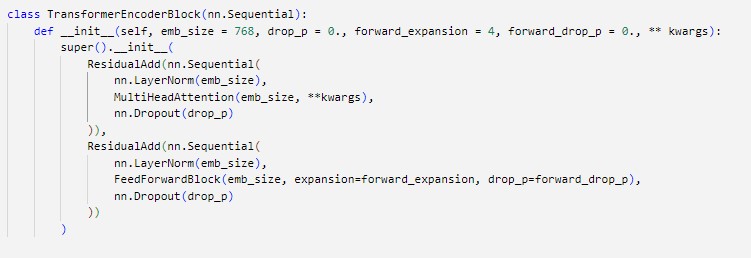 class TransformerEncoderBlock(nn.Sequential):
    def __init__(self, emb_size = 768, drop_p = 0., forward_expansion = 4, forward_drop_p = 0., ** kwargs):
        super().__init__(
            ResidualAdd(nn.Sequential(
                nn.LayerNorm(emb_size),
                MultiHeadAttention(emb_size, **kwargs),
                nn.Dropout(drop_p)
            )),
            ResidualAdd(nn.Sequential(
                nn.LayerNorm(emb_size),
                FeedForwardBlock(emb_size, expansion=forward_expansion, drop_p=forward_drop_p),
                nn.Dropout(drop_p)
            ))
        )